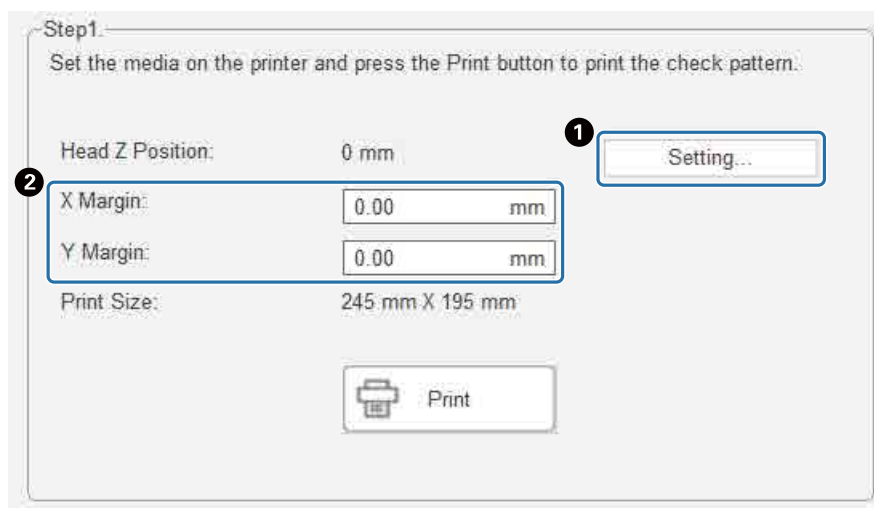 Step1.
Set the media on the printer and press the Print button to print the check pattern.
1
Head Z Position: 0 mm Setting...
2
X Margin: 0.00 mm
Y Margin: 0.00 mm
Print Size: 245 mm X 195 mm
Print